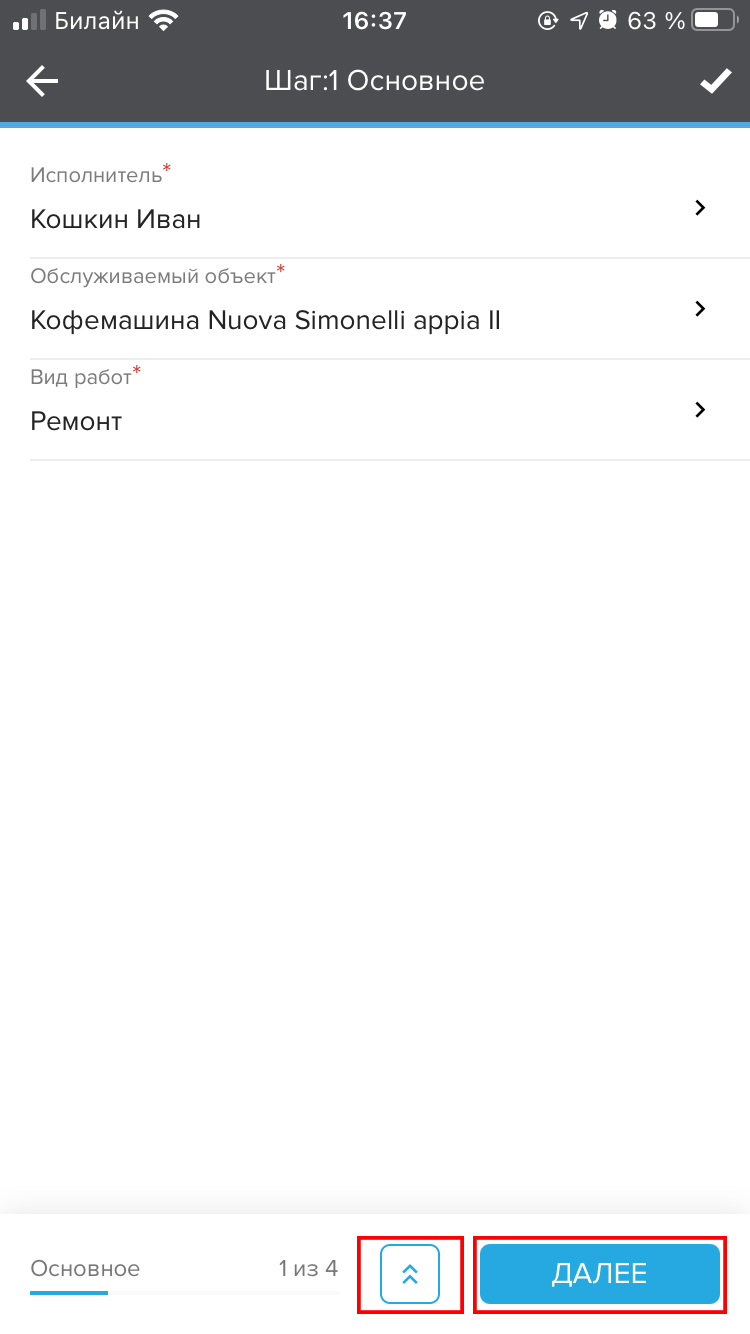 Билайн 16:37 63 %
Шаг:1 Основное
Исполнитель*
Кошкин Иван
Обслуживаемый объект*
Кофемашина Nuova Simonelli appia II
Вид работ*
Ремонт
Основное 1 из 4 ДАЛЕЕ